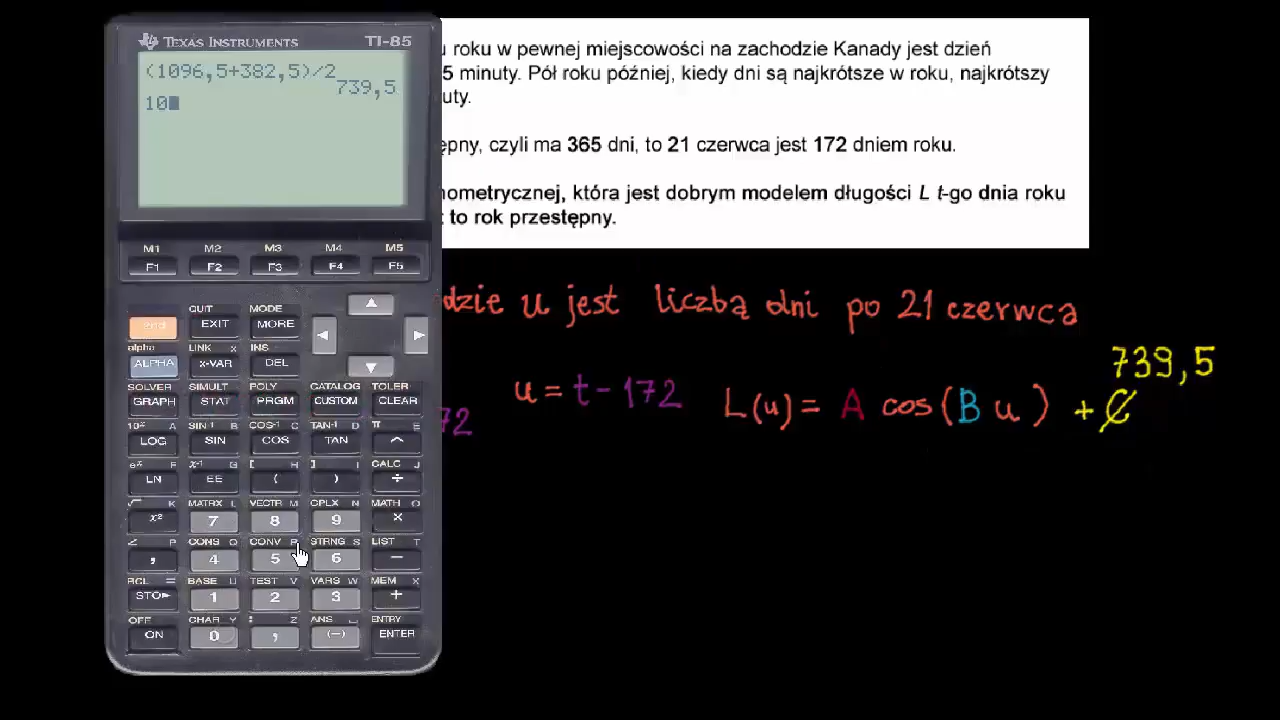 TEXAS INSTRUMENTS TI-85
(1096,5+382,5)/2
739,5
10
u roku w pewnej miejscowości na zachodzie Kanady jest dzień
5 minuty. Pół roku później, kiedy dni są najkrótsze w roku, najkrótszy
uty.
ępny, czyli ma 365 dni, to 21 czerwca jest 172 dniem roku.
nometrycznej, która jest dobrym modelem długości L t-go dnia roku
to rok przestępny.
dzie u jest liczbą dni po 21 czerwca
739,5
u = t - 172 L(u) = A cos(B u) + C
72
M1 M2 M3 M4 M5
F1 F2 F3 F4 F5
QUIT MODE
2nd EXIT MORE
alpha LINK x INS
ALPHA x-VAR DEL
SOLVER SIMULT POLY CATALOG TOLER
GRAPH STAT PRGM CUSTOM CLEAR
10ˣ A SIN⁻¹ B COS⁻¹ C TAN⁻¹ D π E
LOG SIN COS TAN ^
eˣ F x⁻¹ G [ H ] I CALC J
LN EE ( ) ÷
√ K MATRX L VECTR M CPLX N MATH O
x² 7 8 9 ×
∠ P CONS Q CONV R STRNG S LIST T
, 4 5 6 −
RCL = BASE U TEST V VARS W MEM X
STO▶ 1 2 3 +
OFF CHAR Y : Z ANS ENTRY
ON 0 , (−) ENTER